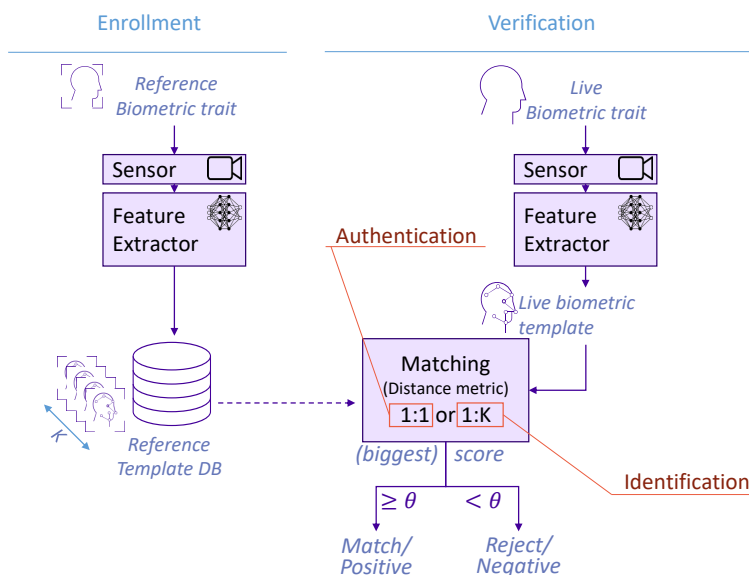 Enrollment
Reference
Biometric trait
Sensor
Feature
Extractor
K
Reference
Template DB
Verification
Live
Biometric trait
Sensor
Feature
Extractor
Authentication
Live biometric
template
Matching
(Distance metric)
1:1 or 1:K
(biggest) score
Identification
≥ θ
< θ
Match/
Positive
Reject/
Negative